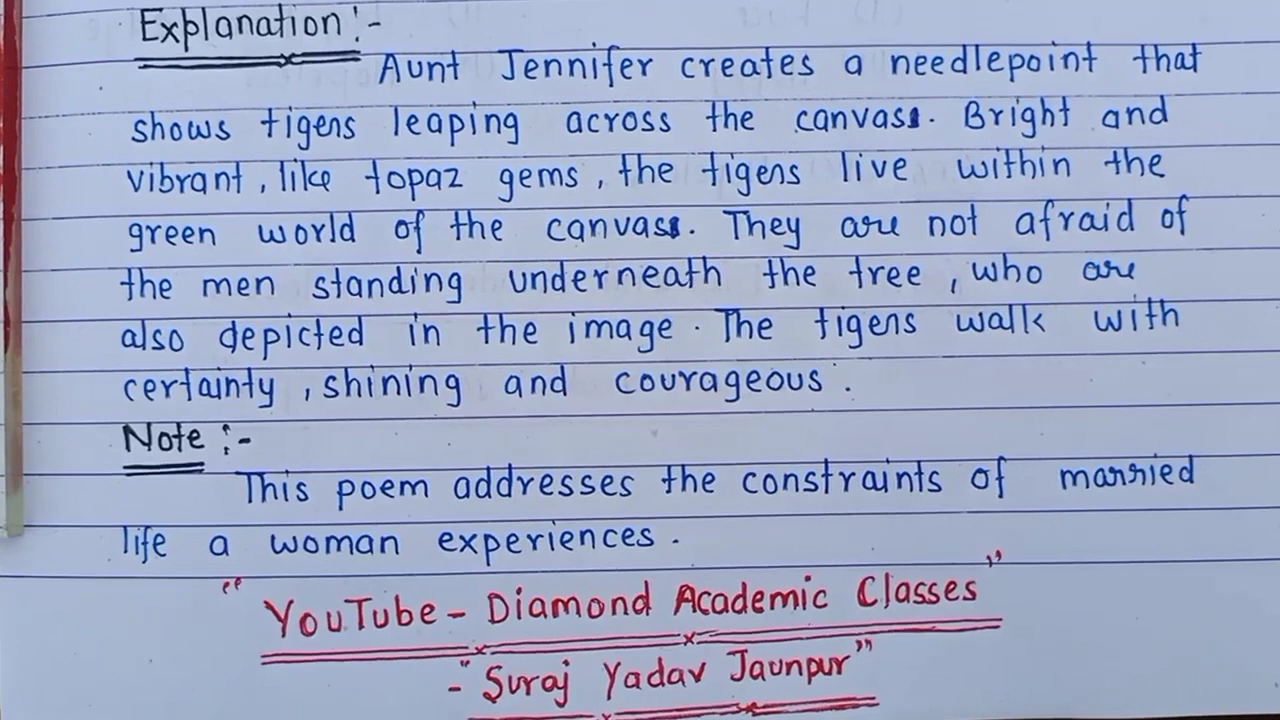 Explanation :-
Aunt Jennifer creates a needlepoint that
shows tigers leaping across the canvass. Bright and
vibrant, like topaz gems, the tigers live within the
green world of the canvass. They are not afraid of
the men standing underneath the tree, who are
also depicted in the image. The tigers walk with
certainty, shining and courageous.
Note :-
This poem addresses the constraints of married
life a woman experiences.
"YouTube - Diamond Academic Classes"
- "Suraj Yadav Jaunpur"